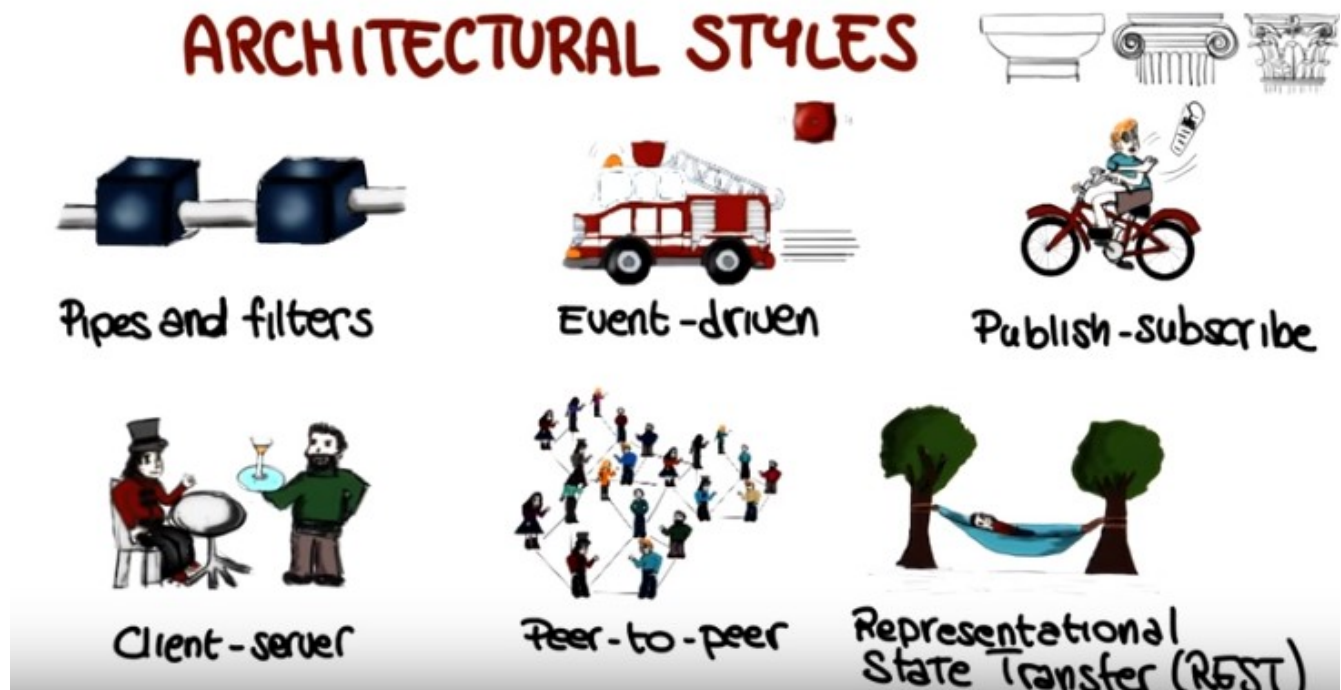 ARCHITECTURAL STYLES
Pipes and filters
Event-driven
Publish-subscribe
Client-server
Peer-to-peer
Representational
State Transfer (REST)